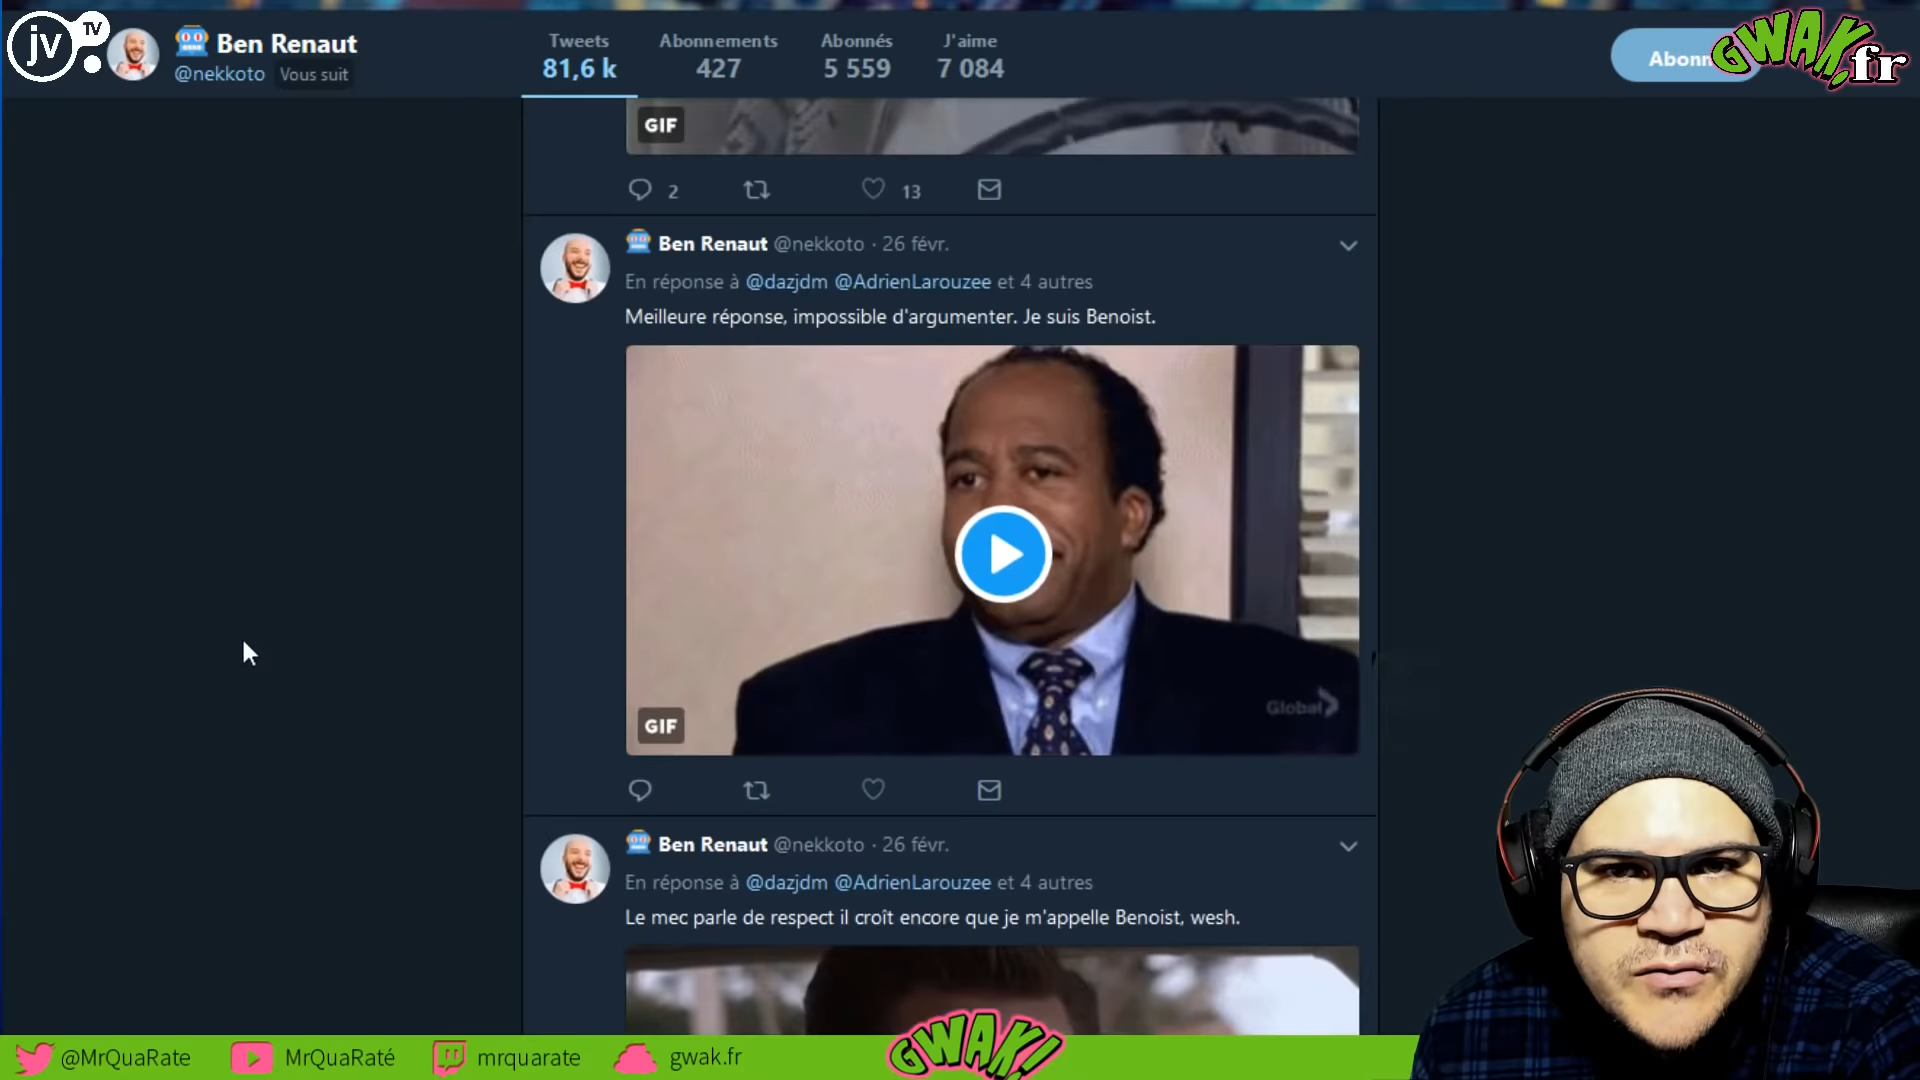 jv TV
Ben Renaut
@nekkoto Vous suit
Tweets
81,6 k
Abonnements
427
Abonnés
5 559
J'aime
7 084
Abonn
GWAK.fr
GIF
2
13
Ben Renaut @nekkoto · 26 févr.
En réponse à @dazjdm @AdrienLarouzee et 4 autres
Meilleure réponse, impossible d'argumenter. Je suis Benoist.
Global
GIF
Ben Renaut @nekkoto · 26 févr.
En réponse à @dazjdm @AdrienLarouzee et 4 autres
Le mec parle de respect il croît encore que je m'appelle Benoist, wesh.
@MrQuaRate MrQuaRaté mrquarate gwak.fr
GWAK!